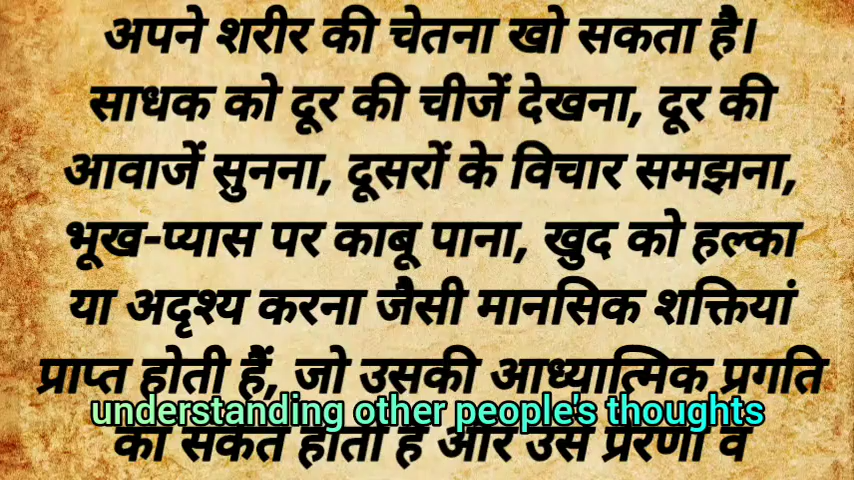 अपने शरीर की चेतना खो सकता है।
साधक को दूर की चीजें देखना, दूर की
आवाजें सुनना, दूसरों के विचार समझना,
भूख-प्यास पर काबू पाना, खुद को हल्का
या अदृश्य करना जैसी मानसिक शक्तियां
प्राप्त होती हैं, जो उसकी आध्यात्मिक प्रगति
understanding other people's thoughts
का संकेत होता है और उसे प्रेरणा व